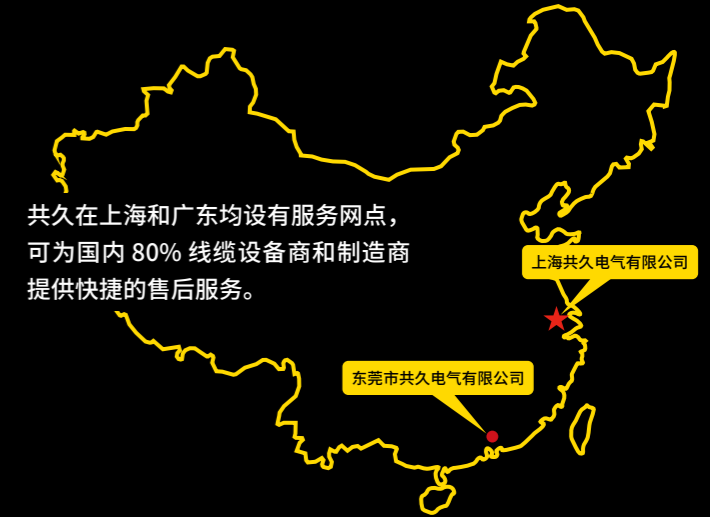 共久在上海和广东均设有服务网点，
可为国内 80% 线缆设备商和制造商
提供快捷的售后服务。
上海共久电气有限公司
东莞市共久电气有限公司